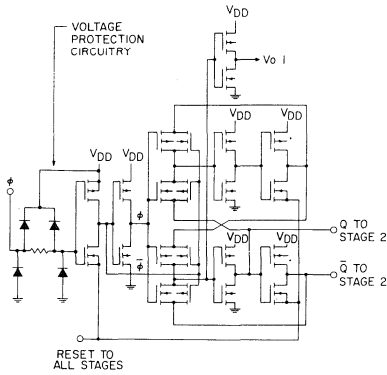 VOLTAGE
PROTECTION
CIRCUITRY
VDD
Vo 1
VDD
VDD
VDD
VDD
VDD
ϕ
ϕ
ϕ̅
VDD
VDD
Q TO
STAGE 2
Q̅ TO
STAGE 2
RESET TO
ALL STAGES